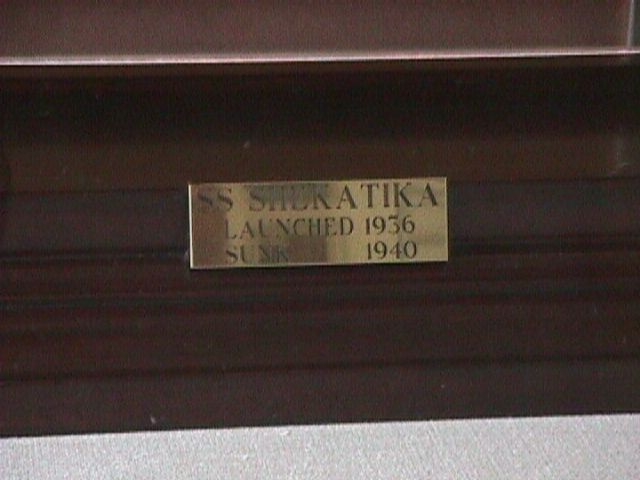 SS SHEKATIKA
LAUNCHED 1936
SUNK 1940